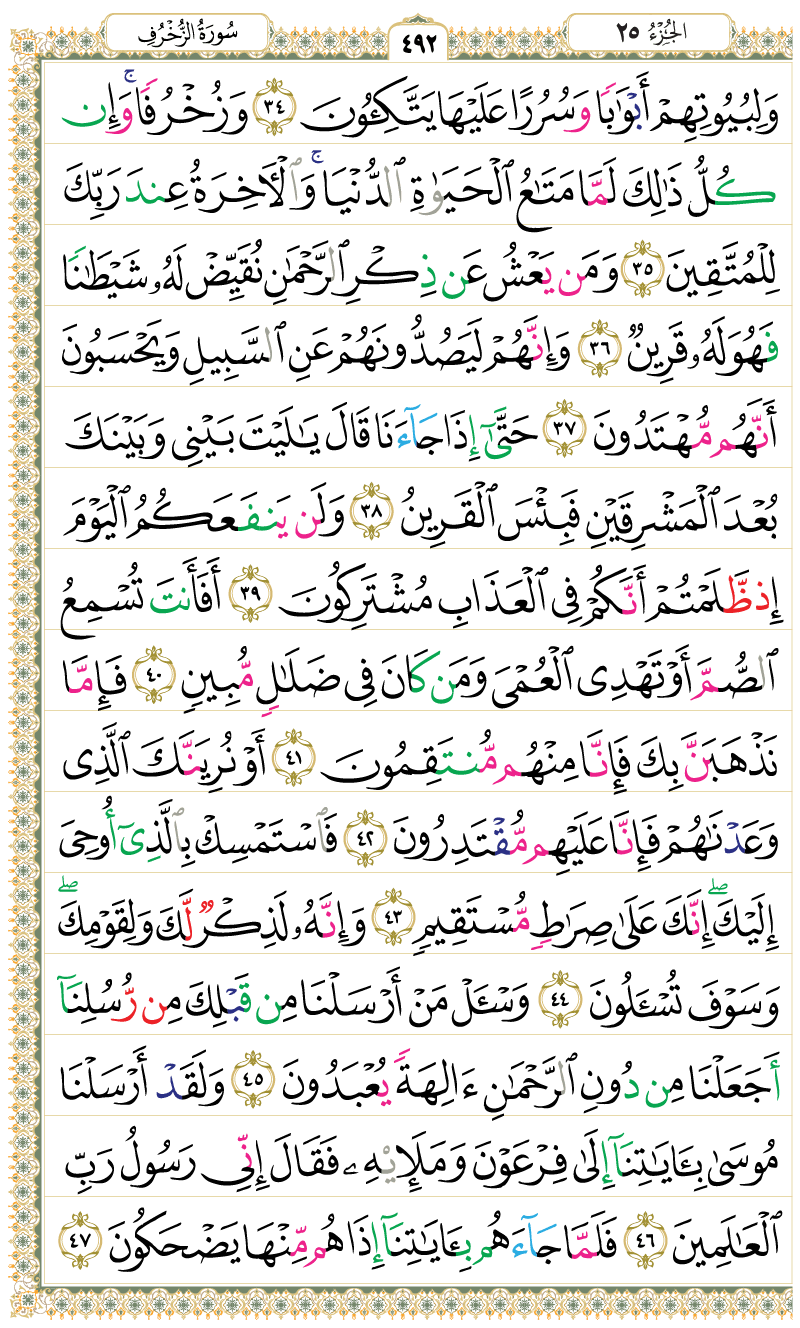 الجُزْءُ ٢٥
٤٩٢
سُورَةُ الزُّخْرُفِ
وَلِبُيُوتِهِمْ أَبْوَٰبًا وَسُرُرًا عَلَيْهَا يَتَّكِـُٔونَ ٣٤ وَزُخْرُفًا ۚ وَإِن
كُلُّ ذَٰلِكَ لَمَّا مَتَـٰعُ ٱلْحَيَوٰةِ ٱلدُّنْيَا ۚ وَٱلْـَٔاخِرَةُ عِندَ رَبِّكَ
لِلْمُتَّقِينَ ٣٥ وَمَن يَعْشُ عَن ذِكْرِ ٱلرَّحْمَـٰنِ نُقَيِّضْ لَهُۥ شَيْطَـٰنًا
فَهُوَ لَهُۥ قَرِينٌ ٣٦ وَإِنَّهُمْ لَيَصُدُّونَهُمْ عَنِ ٱلسَّبِيلِ وَيَحْسَبُونَ
أَنَّهُم مُّهْتَدُونَ ٣٧ حَتَّىٰٓ إِذَا جَآءَنَا قَالَ يَـٰلَيْتَ بَيْنِى وَبَيْنَكَ
بُعْدَ ٱلْمَشْرِقَيْنِ فَبِئْسَ ٱلْقَرِينُ ٣٨ وَلَن يَنفَعَكُمُ ٱلْيَوْمَ
إِذ ظَّلَمْتُمْ أَنَّكُمْ فِى ٱلْعَذَابِ مُشْتَرِكُونَ ٣٩ أَفَأَنتَ تُسْمِعُ
ٱلصُّمَّ أَوْ تَهْدِى ٱلْعُمْىَ وَمَن كَانَ فِى ضَلَـٰلٍ مُّبِينٍ ٤٠ فَإِمَّا
نَذْهَبَنَّ بِكَ فَإِنَّا مِنْهُم مُّنتَقِمُونَ ٤١ أَوْ نُرِيَنَّكَ ٱلَّذِى
وَعَدْنَـٰهُمْ فَإِنَّا عَلَيْهِم مُّقْتَدِرُونَ ٤٢ فَٱسْتَمْسِكْ بِٱلَّذِىٓ أُوحِىَ
إِلَيْكَ ۖ إِنَّكَ عَلَىٰ صِرَٰطٍ مُّسْتَقِيمٍ ٤٣ وَإِنَّهُۥ لَذِكْرٌ لَّكَ وَلِقَوْمِكَ ۖ
وَسَوْفَ تُسْـَٔلُونَ ٤٤ وَسْـَٔلْ مَنْ أَرْسَلْنَا مِن قَبْلِكَ مِن رُّسُلِنَآ
أَجَعَلْنَا مِن دُونِ ٱلرَّحْمَـٰنِ ءَالِهَةً يُعْبَدُونَ ٤٥ وَلَقَدْ أَرْسَلْنَا
مُوسَىٰ بِـَٔايَـٰتِنَآ إِلَىٰ فِرْعَوْنَ وَمَلَإِي۟هِۦ فَقَالَ إِنِّى رَسُولُ رَبِّ
ٱلْعَـٰلَمِينَ ٤٦ فَلَمَّا جَآءَهُم بِـَٔايَـٰتِنَآ إِذَا هُم مِّنْهَا يَضْحَكُونَ ٤٧